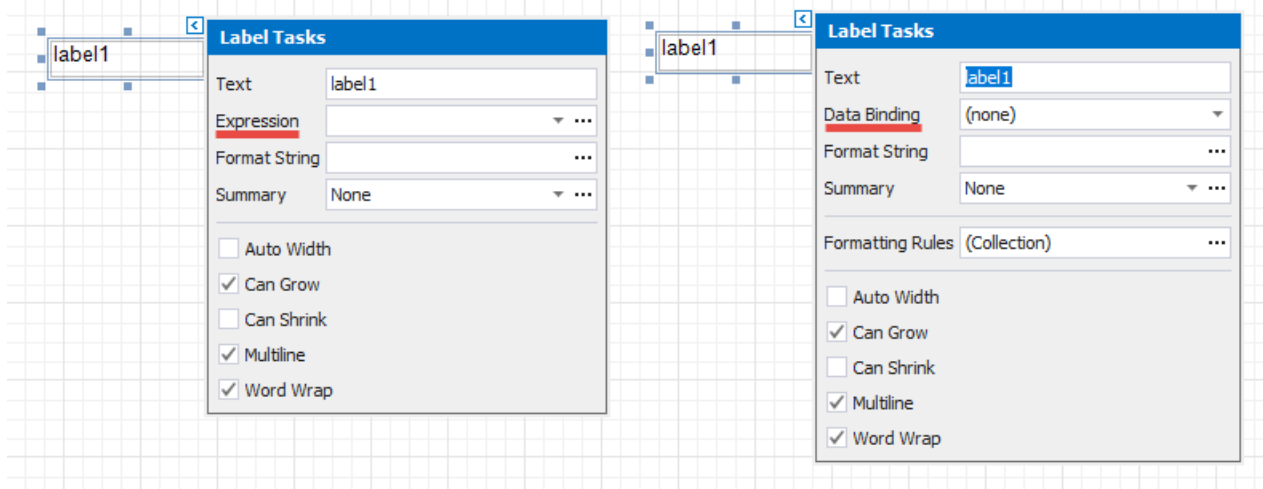 label1
Label Tasks
Text label1
Expression
Format String
Summary None
Auto Width
Can Grow
Can Shrink
Multiline
Word Wrap
label1
Label Tasks
Text label1
Data Binding (none)
Format String
Summary None
Formatting Rules (Collection)
Auto Width
Can Grow
Can Shrink
Multiline
Word Wrap